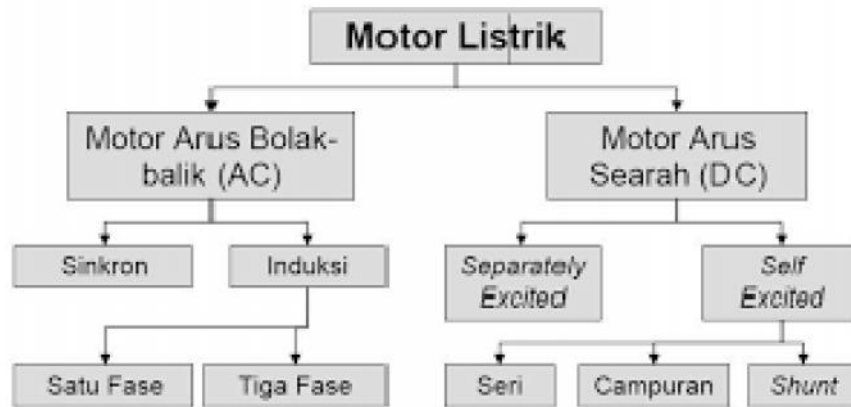 Motor Listrik
Motor Arus Bolak-
balik (AC)
Motor Arus
Searah (DC)
Sinkron
Induksi
Separately
Excited
Self
Excited
Satu Fase
Tiga Fase
Seri
Campuran
Shunt